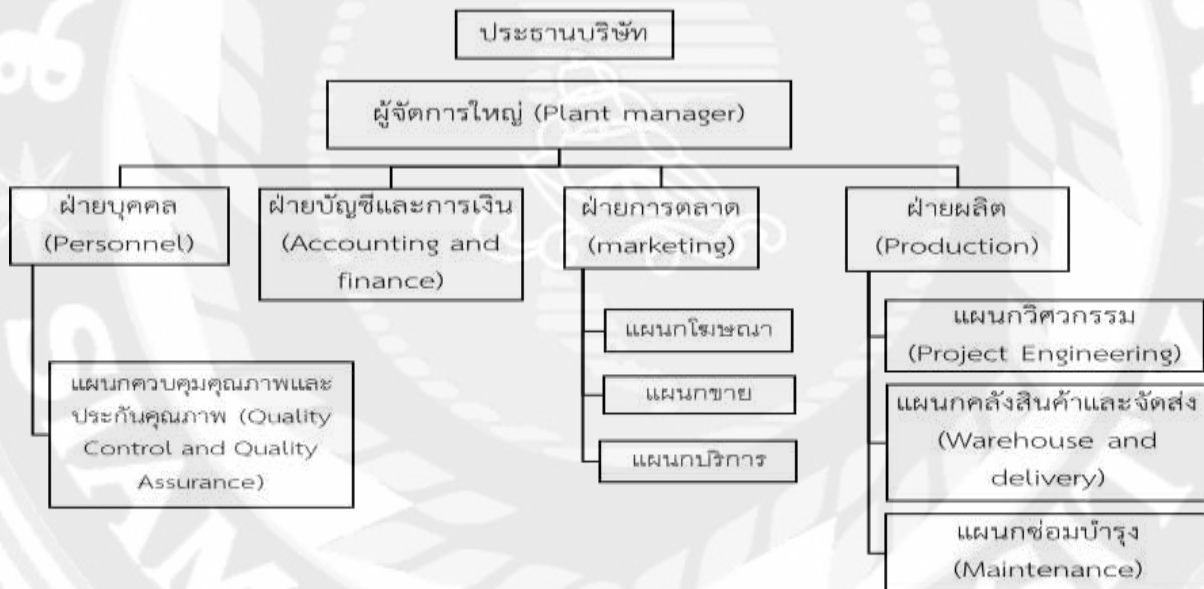 ประธานบริษัท
ผู้จัดการใหญ่ (Plant manager)
ฝ่ายบุคคล
(Personnel)
ฝ่ายบัญชีและการเงิน
(Accounting and
finance)
ฝ่ายการตลาด
(marketing)
ฝ่ายผลิต
(Production)
แผนกควบคุมคุณภาพและ
ประกันคุณภาพ (Quality
Control and Quality
Assurance)
แผนกโฆษณา
แผนกขาย
แผนกบริการ
แผนกวิศวกรรม
(Project Engineering)
แผนกคลังสินค้าและจัดส่ง
(Warehouse and
delivery)
แผนกซ่อมบำรุง
(Maintenance)